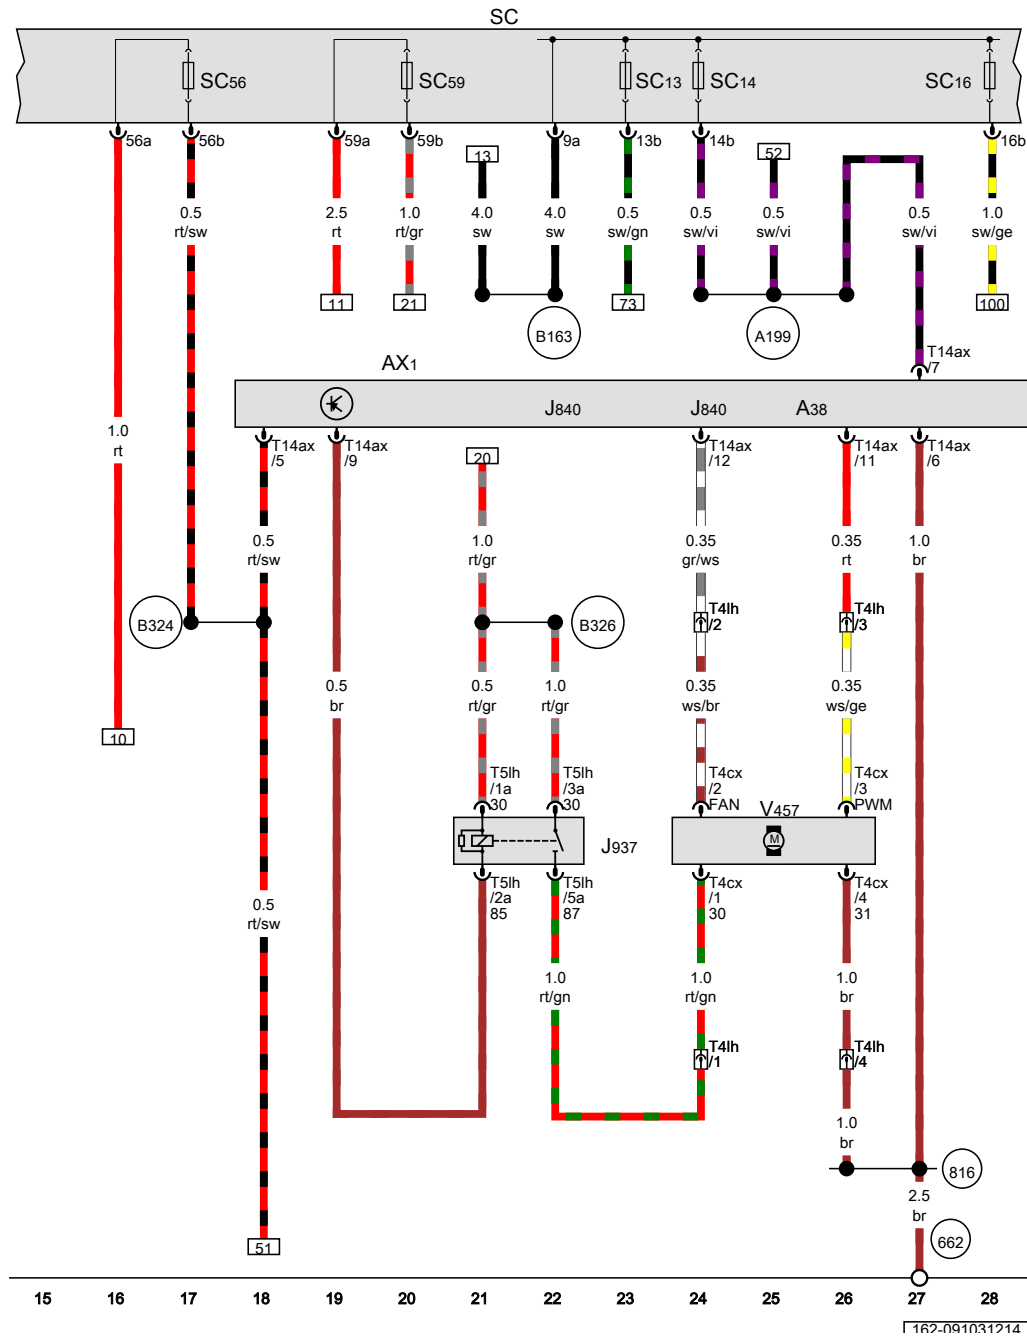 SC
SC56
SC59
SC13
SC14
SC16
56a
56b
59a
59b
9a
13b
14b
16b
13
52
0.5
rt/sw
2.5
rt
1.0
rt/gr
4.0
sw
4.0
sw
0.5
sw/gn
0.5
sw/vi
0.5
sw/vi
0.5
sw/vi
1.0
sw/ge
11
21
73
100
B163
A199
T14ax
/7
AX1
J840
J840
A38
1.0
rt
T14ax
/5
T14ax
/9
20
T14ax
/12
T14ax
/11
T14ax
/6
0.5
rt/sw
1.0
rt/gr
0.35
gr/ws
0.35
rt
1.0
br
B324
B326
T4lh
/2
T4lh
/3
0.5
br
0.5
rt/gr
1.0
rt/gr
0.35
ws/br
0.35
ws/ge
10
T5lh
/1a
30
T5lh
/3a
30
T4cx
/2
FAN
T4cx
/3
PWM
V457
J937
M
T5lh
/2a
85
T5lh
/5a
87
T4cx
/1
30
T4cx
/4
31
0.5
rt/sw
1.0
rt/gn
1.0
rt/gn
1.0
br
T4lh
/1
T4lh
/4
1.0
br
816
2.5
br
662
51
15 16 17 18 19 20 21 22 23 24 25 26 27 28
162-091031214